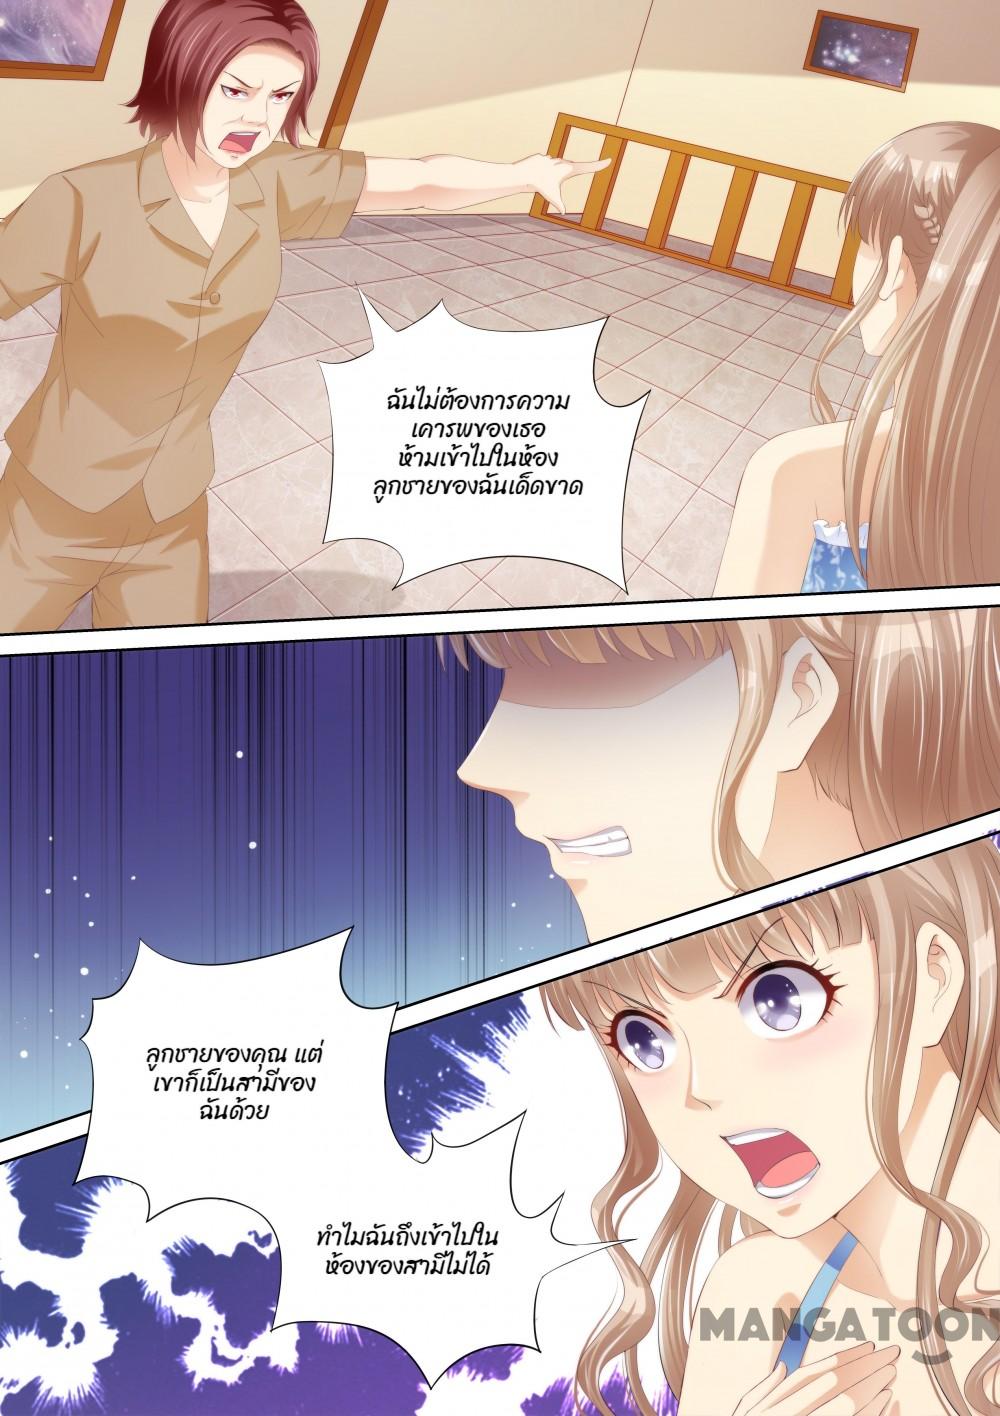 ฉันไม่ต้องการความ
เคารพของเธอ
ห้ามเข้าไปในห้อง
ลูกชายของฉันเด็ดขาด
ลูกชายของคุณ แต่
เขาก็เป็นสามีของ
ฉันด้วย
ทำไมฉันถึงเข้าไปใน
ห้องของสามีไม่ได้
MANGATOON